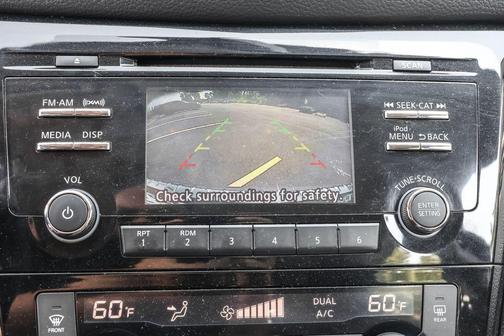 SCAN
FM·AM
(XM)
SEEK·CAT
MEDIA
DISP
iPod
MENU
BACK
VOL
TUNE·SCROLL
ENTER
SETTING
Check surroundings for safety.
RPT
1
RDM
2
3
4
5
6
FRONT
60°F
DUAL
A/C
60°F
REAR